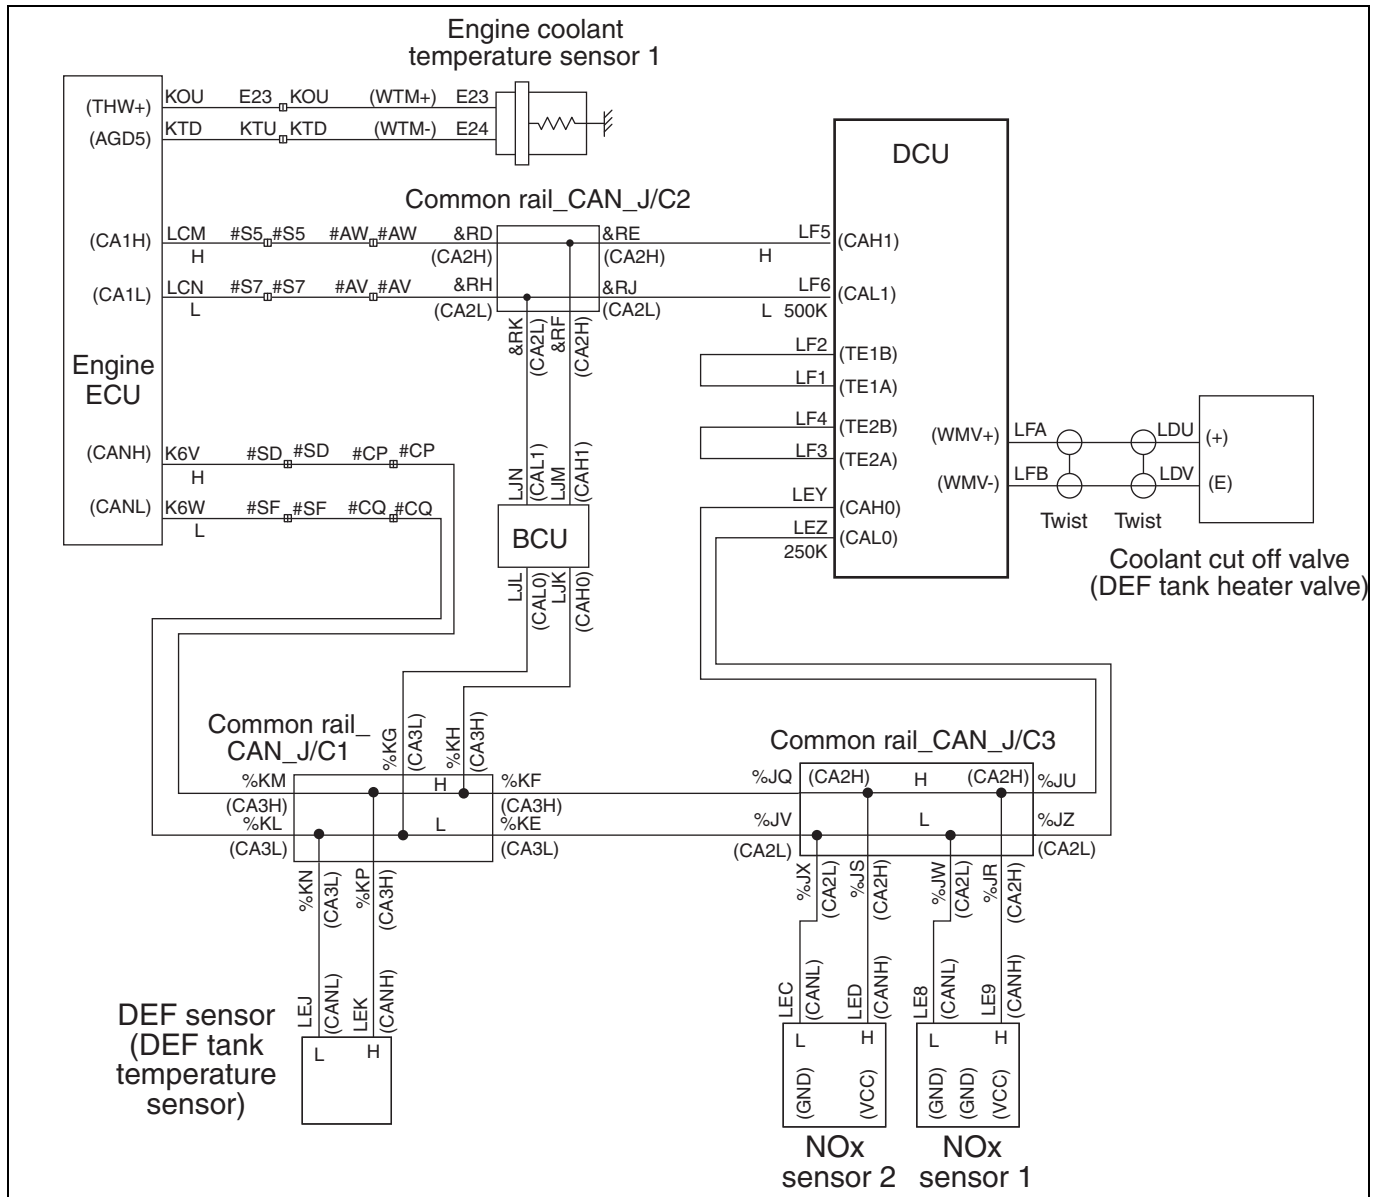 Engine coolant
temperature sensor 1
(THW+) KOU E23 KOU (WTM+) E23
(AGD5) KTD KTU KTD (WTM-) E24
DCU
Common rail_CAN_J/C2
(CA1H) LCM #S5 #S5 #AW #AW &RD &RE LF5 (CAH1)
H (CA2H) (CA2H) H
(CA1L) LCN #S7 #S7 #AV #AV &RH &RJ LF6 (CAL1)
L (CA2L) (CA2L) L 500K
&RK (CA2L) &RF (CA2H)
LF2 (TE1B)
LF1 (TE1A)
Engine
ECU
LF4 (TE2B)
LF3 (TE2A)
(WMV+) LFA LDU (+)
(WMV-) LFB LDV (E)
Twist Twist
Coolant cut off valve
(DEF tank heater valve)
(CANH) K6V #SD #SD #CP #CP
H
(CANL) K6W #SF #SF #CQ #CQ
L
LJN (CAL1) LJM (CAH1)
BCU
LJL (CAL0) LJK (CAH0)
LEY (CAH0)
LEZ (CAL0)
250K
Common rail_
CAN_J/C1
%KG (CA3L) %KH (CA3H)
Common rail_CAN_J/C3
%KM H %KF
(CA3H) (CA3H)
%KL L %KE
(CA3L) (CA3L)
%JQ (CA2H) H (CA2H) %JU
%JV L %JZ
(CA2L) (CA2L)
%KN (CA3L) %KP (CA3H)
%JX (CA2L) %JS (CA2H) %JW (CA2L) %JR (CA2H)
LEJ (CANL) LEK (CANH)
LEC (CANL) LED (CANH) LE8 (CANL) LE9 (CANH)
DEF sensor
(DEF tank
temperature
sensor)
L H
L H
(GND) (VCC)
L H
(GND) (GND) (VCC)
NOx
sensor 2
NOx
sensor 1